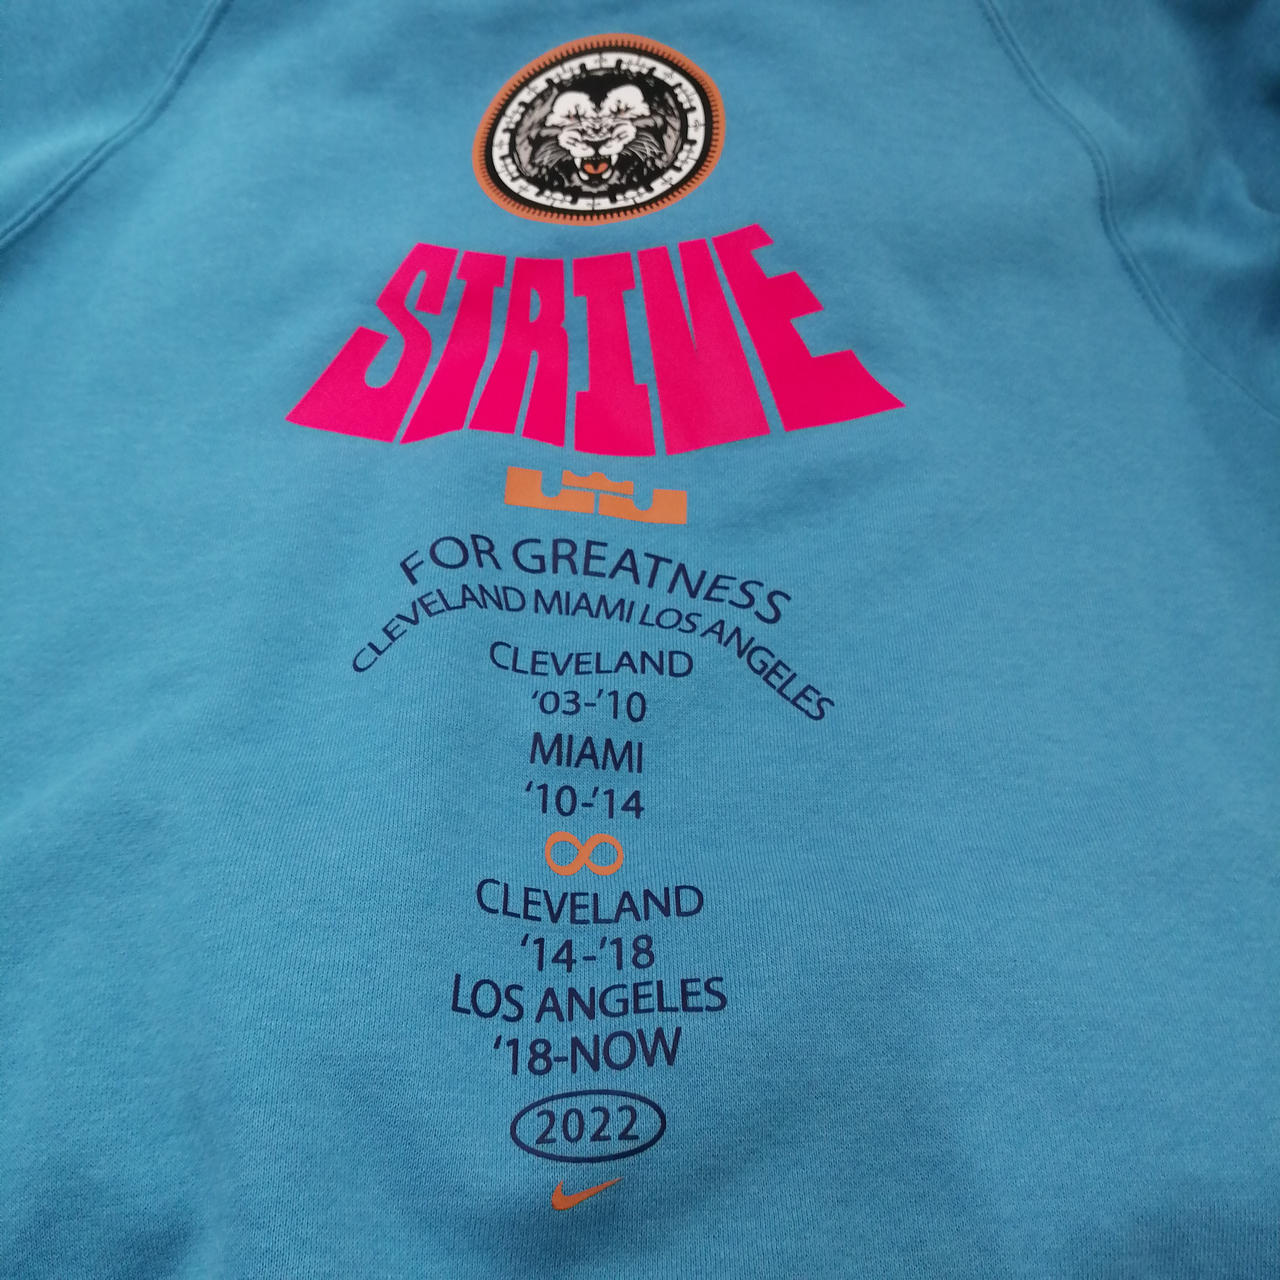 STRIVE
FOR GREATNESS
CLEVELAND MIAMI LOS ANGELES
CLEVELAND
‘03-’10
MIAMI
‘10-’14
∞
CLEVELAND
‘14-’18
LOS ANGELES
‘18-NOW
2022